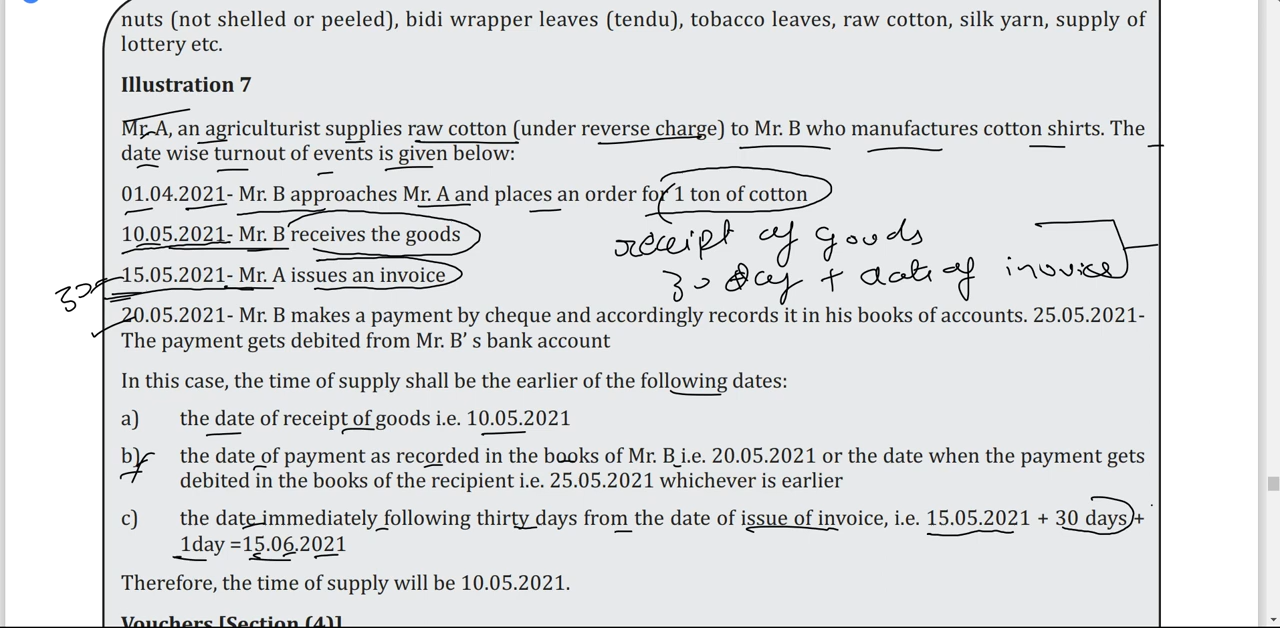 nuts (not shelled or peeled), bidi wrapper leaves (tendu), tobacco leaves, raw cotton, silk yarn, supply of
lottery etc.
Illustration 7
Mr. A, an agriculturist supplies raw cotton (under reverse charge) to Mr. B who manufactures cotton shirts. The
date wise turnout of events is given below:
01.04.2021- Mr. B approaches Mr. A and places an order for 1 ton of cotton
10.05.2021- Mr. B receives the goods
receipt of goods
15.05.2021- Mr. A issues an invoice
30 day + date of invoice
30
20.05.2021- Mr. B makes a payment by cheque and accordingly records it in his books of accounts. 25.05.2021-
The payment gets debited from Mr. B' s bank account
In this case, the time of supply shall be the earlier of the following dates:
a) the date of receipt of goods i.e. 10.05.2021
b) the date of payment as recorded in the books of Mr. B i.e. 20.05.2021 or the date when the payment gets
debited in the books of the recipient i.e. 25.05.2021 whichever is earlier
c) the date immediately following thirty days from the date of issue of invoice, i.e. 15.05.2021 + 30 days +
1day =15.06.2021
Therefore, the time of supply will be 10.05.2021.
Vouchers [Section (4)]